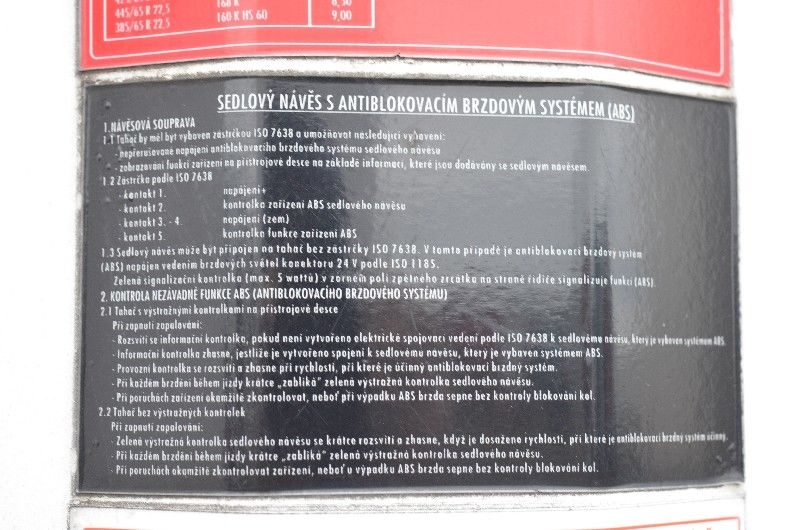 445/65 R 22,5
385/65 R 22.5
160 K
160 K HS 60
8,50
9,00
SEDLOVÝ NÁVĚS S ANTIBLOKOVACÍM BRZDOVÝM SYSTÉMEM (ABS)
1.NÁVĚSOVÁ SOUPRAVA
1.1 Tahač by měl být vybaven zástrčkou ISO 7638 a umožňovat následující vybavení:
- nepřerušované napájení antiblokovacího brzdového systému sedlového návěsu
- zobrazování funkcí zařízení na přístrojové desce na základě informací, které jsou dodávány se sedlovým návěsem.
1.2 Zástrčka podle ISO 7638
- kontakt 1. napájení+
- kontakt 2. kontrolka zařízení ABS sedlového návěsu
- kontakt 3. - 4. napájení (zem)
- kontakt 5. kontrolka funkce zařízení ABS
1.3 Sedlový návěs může být připojen na tahač bez zástrčky ISO 7638. V tomto případě je antiblokovací brzdový systém
(ABS) napájen vedením brzdových světel konektoru 24 V podle ISO 1185.
Zelená signalizační kontrolka (max. 5 wattů) v zorném poli zpětného zrcátka na straně řidiče signalizuje funkci (ABS).
2. KONTROLA NEZÁVADNÉ FUNKCE ABS (ANTIBLOKOVACÍHO BRZDOVÉHO SYSTÉMU)
2.1 Tahač s výstražnými kontrolkami na přístrojové desce
Při zapnutí zapalování:
- Rozsvítí se informační kontrolka, pokud není vytvořeno elektrické spojovací vedení podle ISO 7638 k sedlovému návěsu, který je vybaven systémem ABS.
- Informační kontrolka zhasne, jestliže je vytvořeno spojení k sedlovému návěsu, který je vybaven systémem ABS.
- Provozní kontrolka se rozsvítí a zhasne při rychlosti, při které je účinný antiblokovací brzdný systém.
- Při každém brzdění během jízdy krátce „zabliká" zelená výstražná kontrolka sedlového návěsu.
- Při poruchách zařízení okamžitě zkontrolovat, neboť při výpadku ABS brzda sepne bez kontroly blokování kol.
2.2 Tahač bez výstražných kontrolek
Při zapnutí zapalování:
- Zelená výstražná kontrolka sedlového návěsu se krátce rozsvítí a zhasne, když je dosaženo rychlosti, při které je antiblokovací brzdný systém účinný.
- Při každém brzdění během jízdy krátce „zabliká" zelená výstražná kontrolka sedlového návěsu.
- Při poruchách okamžitě zkontrolovat zařízení, neboť u výpadku ABS brzda sepne bez kontroly blokování kol.